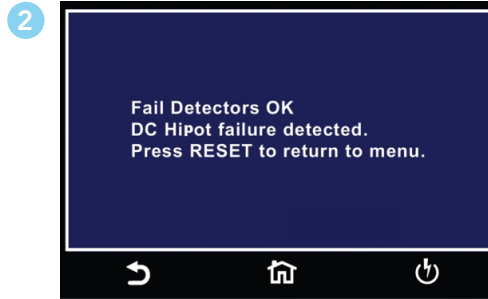 2
Fail Detectors OK
DC Hipot failure detected.
Press RESET to return to menu.